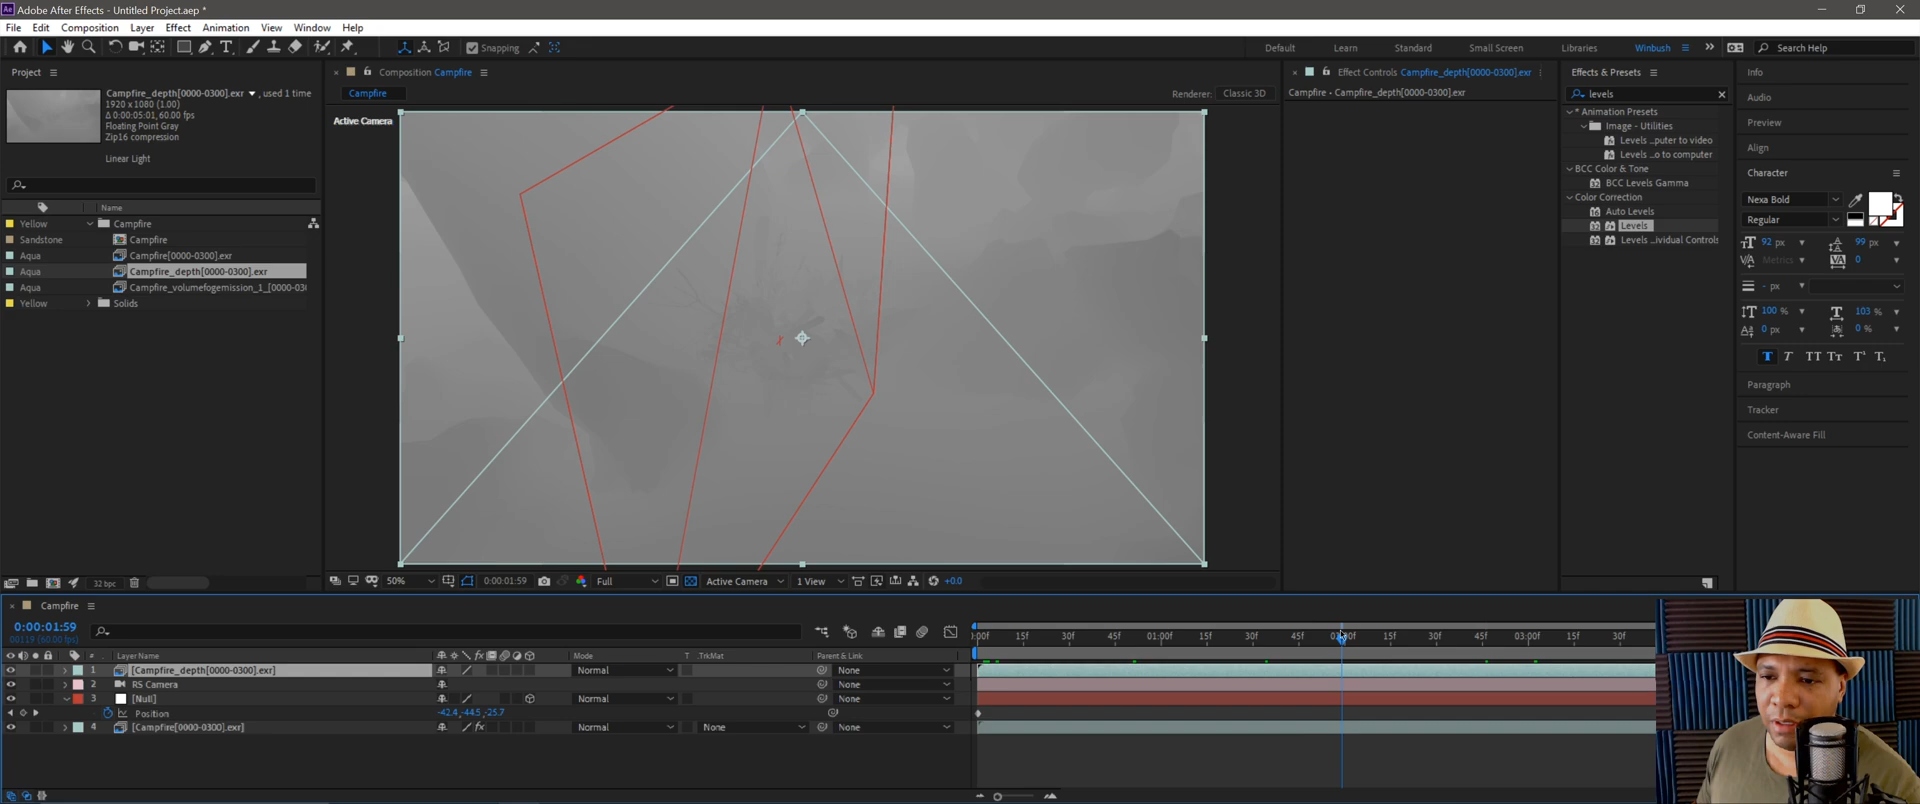 Adobe After Effects - Untitled Project.aep *
File Edit Composition Layer Effect Animation View Window Help
Snapping
Default Learn Standard Small Screen Libraries Winbush Search Help
Project
Composition Campfire
Effect Controls Campfire_depth[0000-0300].exr
Effects & Presets
Info
Campfire_depth[0000-0300].exr , used 1 time
1920 x 1080 (1.00)
Δ 0:00:05:01, 60.00 fps
Floating Point Gray
Zip16 compression
Linear Light
Campfire
Renderer: Classic 3D
Campfire • Campfire_depth[0000-0300].exr
levels
Audio
Active Camera
* Animation Presets
Image - Utilities
Levels ..puter to video
Levels ..o to computer
BCC Color & Tone
BCC Levels Gamma
Color Correction
Auto Levels
Levels
Levels ..ividual Controls
Preview
Align
Character
Nexa Bold
Regular
92 px 99 px
Metrics 0
- px
100 % 103 %
0 px 0 %
T T TT Tt T¹ T₁
Paragraph
Tracker
Content-Aware Fill
Name
Yellow Campfire
Sandstone Campfire
Aqua Campfire[0000-0300].exr
Aqua Campfire_depth[0000-0300].exr
Aqua Campfire_volumefogemission_1_[0000-03
Yellow Solids
32 bpc
50% 0:00:01:59 Full Active Camera 1 View +0.0
Campfire
0:00:01:59
00119 (60.00 fps)
:00f 15f 30f 45f 01:00f 15f 30f 45f 15f 30f 45f 03:00f 15f 30f
# Layer Name Mode T .TrkMat Parent & Link
1 [Campfire_depth[0000-0300].exr] Normal None
2 RS Camera None
3 [Null] Normal None
Position -42.4,-44.5,-25.7
4 [Campfire[0000-0300].exr] Normal None None